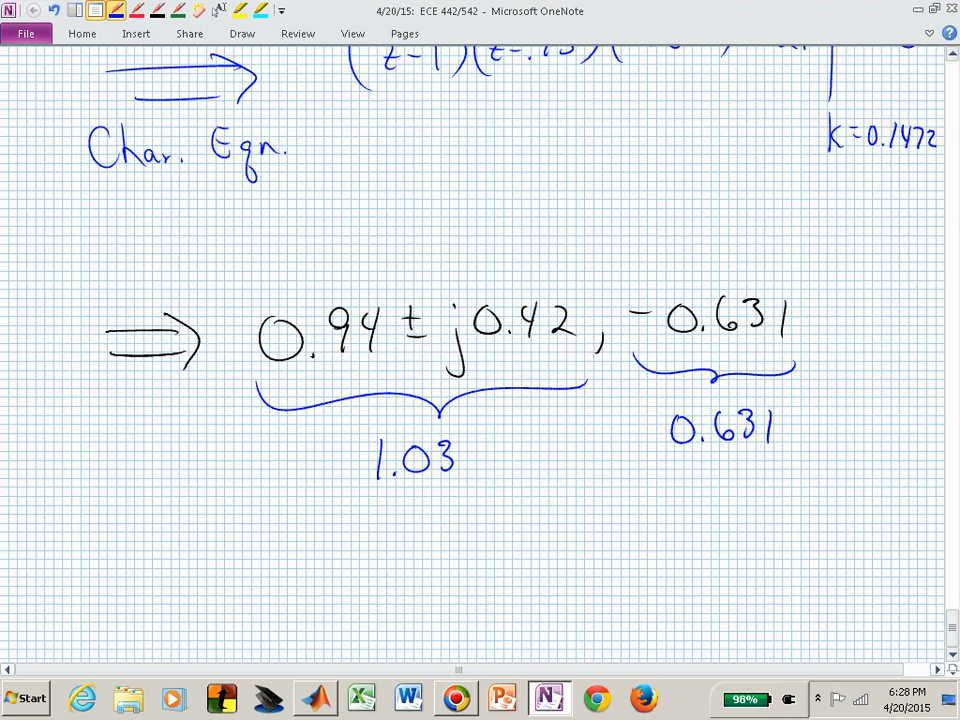 4/20/15: ECE 442/542 - Microsoft OneNote
File Home Insert Share Draw Review View Pages
Char. Eqn.
k=0.1472
⇒ 0.94 ± j0.42, -0.631
1.03
0.631
Start
98%
6:28 PM
4/20/2015